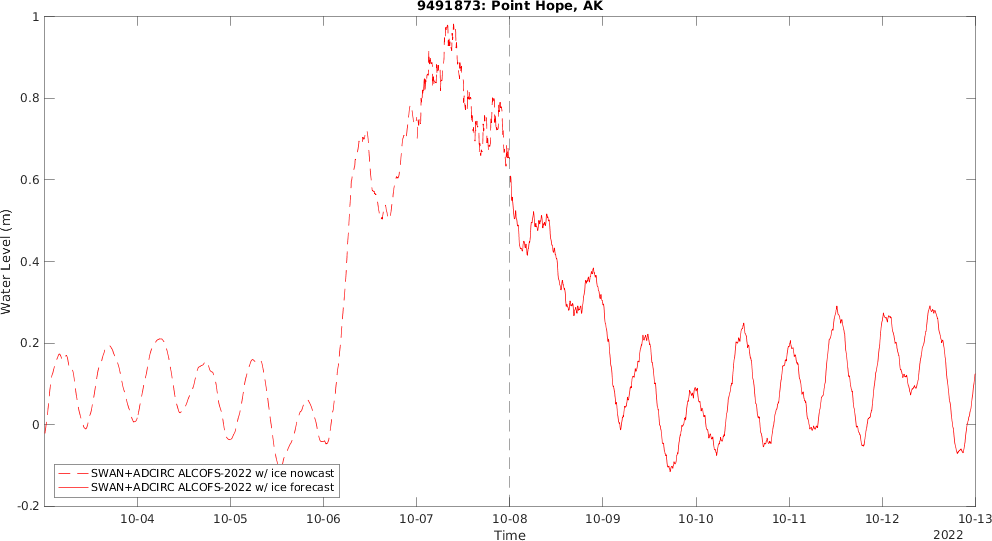 9491873: Point Hope, AK
1
0.8
0.6
0.4
0.2
0
-0.2
Water Level (m)
SWAN+ADCIRC ALCOFS-2022 w/ ice nowcast
SWAN+ADCIRC ALCOFS-2022 w/ ice forecast
10-04 10-05 10-06 10-07 10-08 10-09 10-10 10-11 10-12 10-13
Time
2022